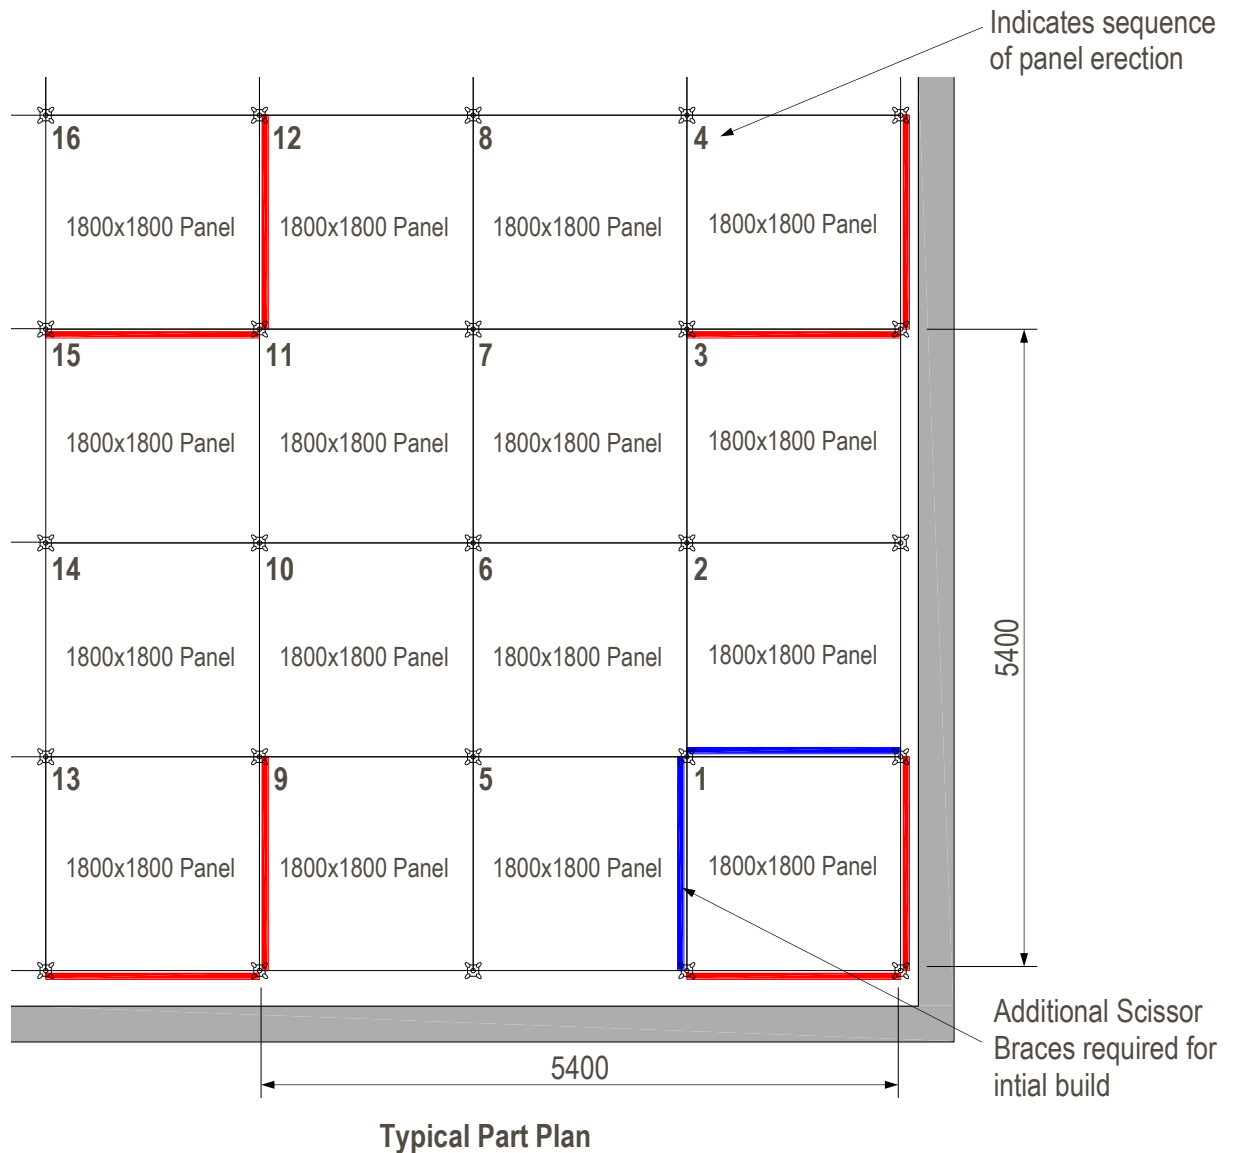 Indicates sequence
of panel erection
16
12
8
4
1800x1800 Panel
1800x1800 Panel
1800x1800 Panel
1800x1800 Panel
15
11
7
3
1800x1800 Panel
1800x1800 Panel
1800x1800 Panel
1800x1800 Panel
14
10
6
2
1800x1800 Panel
1800x1800 Panel
1800x1800 Panel
1800x1800 Panel
5400
13
9
5
1
1800x1800 Panel
1800x1800 Panel
1800x1800 Panel
1800x1800 Panel
Additional Scissor
Braces required for
intial build
5400
Typical Part Plan